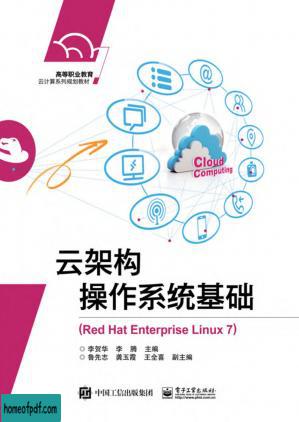 高等职业教育
云计算系列规划教材
Cloud
Computing
云架构
操作系统基础
(Red Hat Enterprise Linux 7)
◎ 李贺华 李 腾 主编
◎ 鲁先志 龚玉霞 王全喜 副主编
中国工信出版集团
电子工业出版社
homeofpdf.com